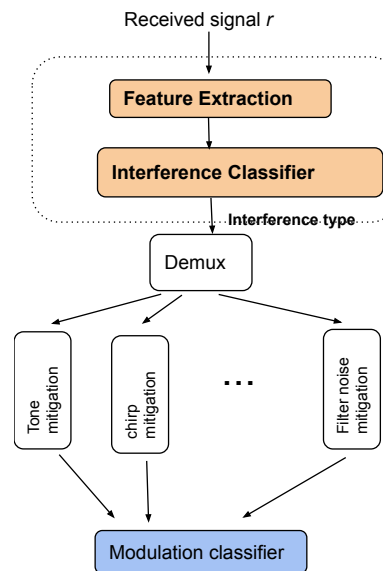 Received signal r
Feature Extraction
Interference Classifier
Interference type
Demux
Tone
mitigation
chirp
mitigation
...
Filter noise
mitigation
Modulation classifier